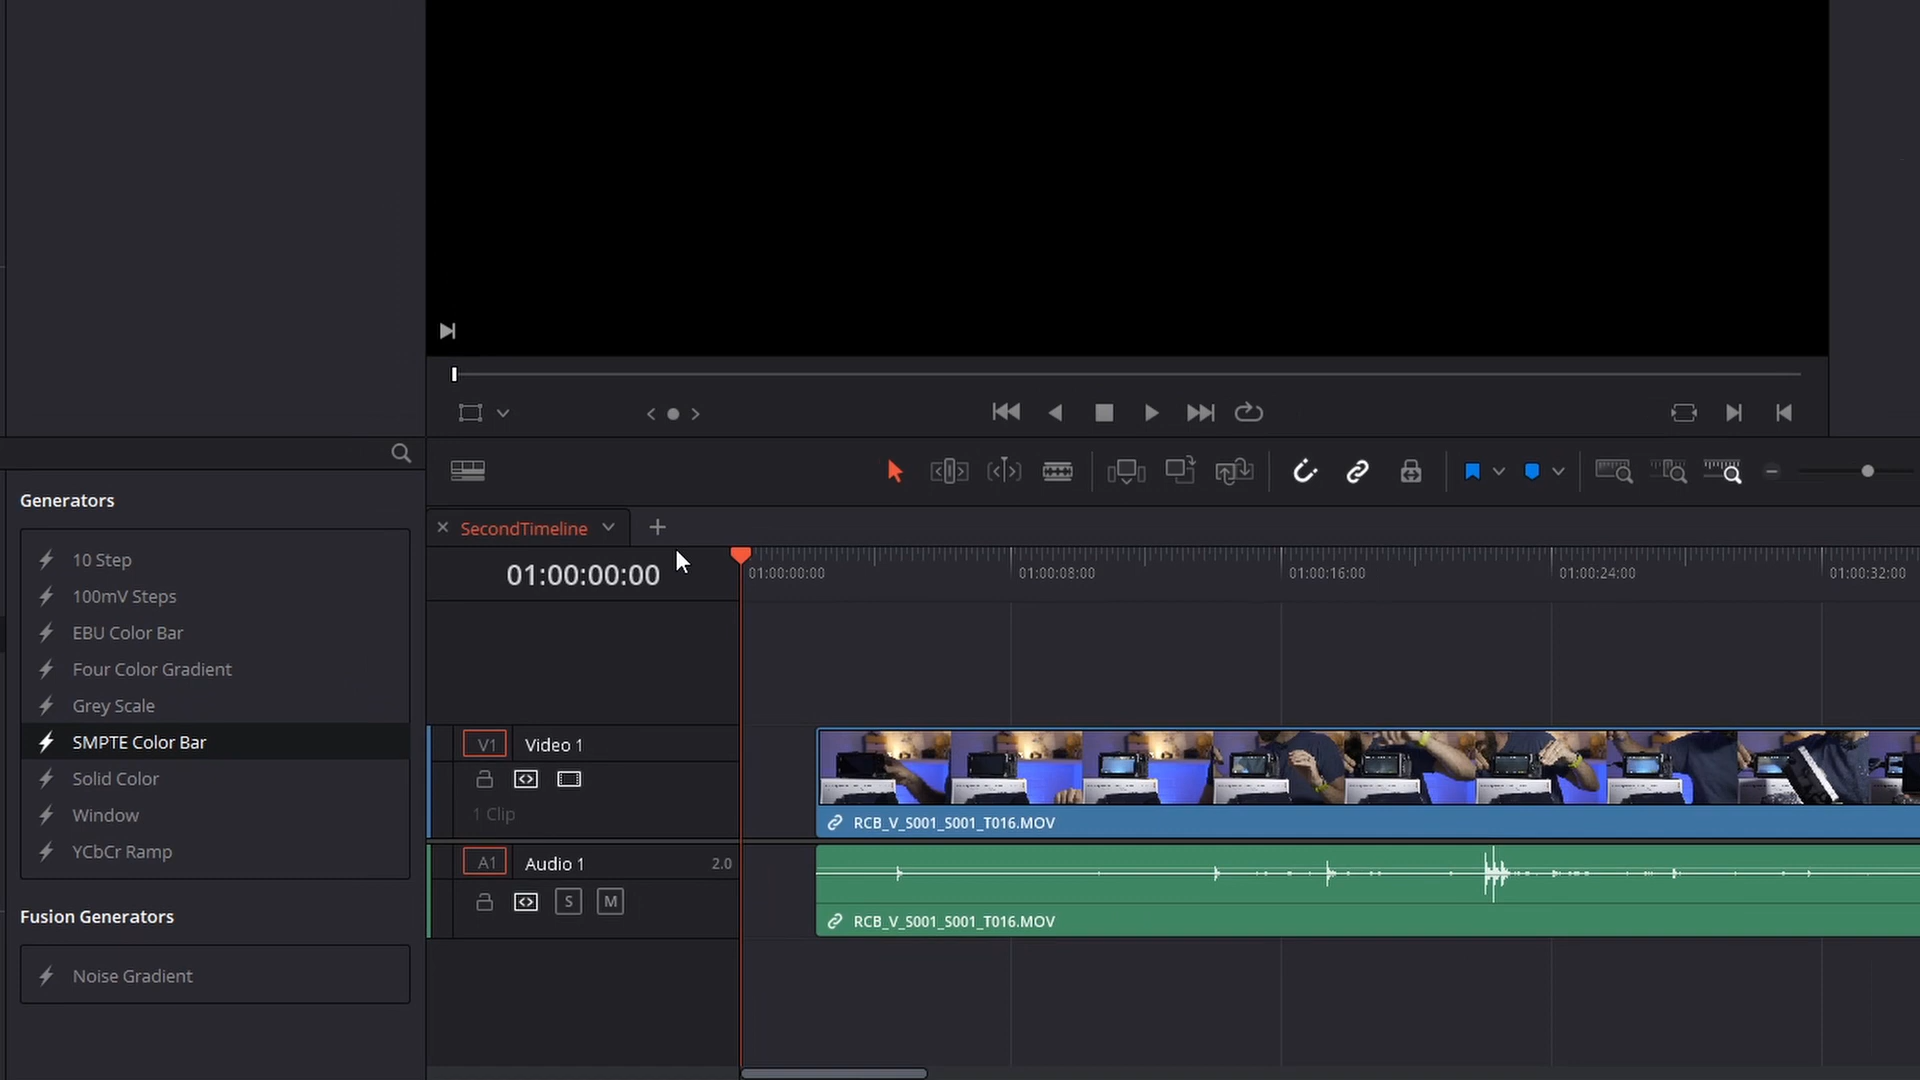 Generators
10 Step
100mV Steps
EBU Color Bar
Four Color Gradient
Grey Scale
SMPTE Color Bar
Solid Color
Window
YCbCr Ramp
Fusion Generators
Noise Gradient
SecondTimeline
01:00:00:00
01:00:00:00
01:00:08:00
01:00:16:00
01:00:24:00
01:00:32:00
V1
Video 1
1 Clip
RCB_V_S001_S001_T016.MOV
A1
Audio 1
2.0
S
M
RCB_V_S001_S001_T016.MOV